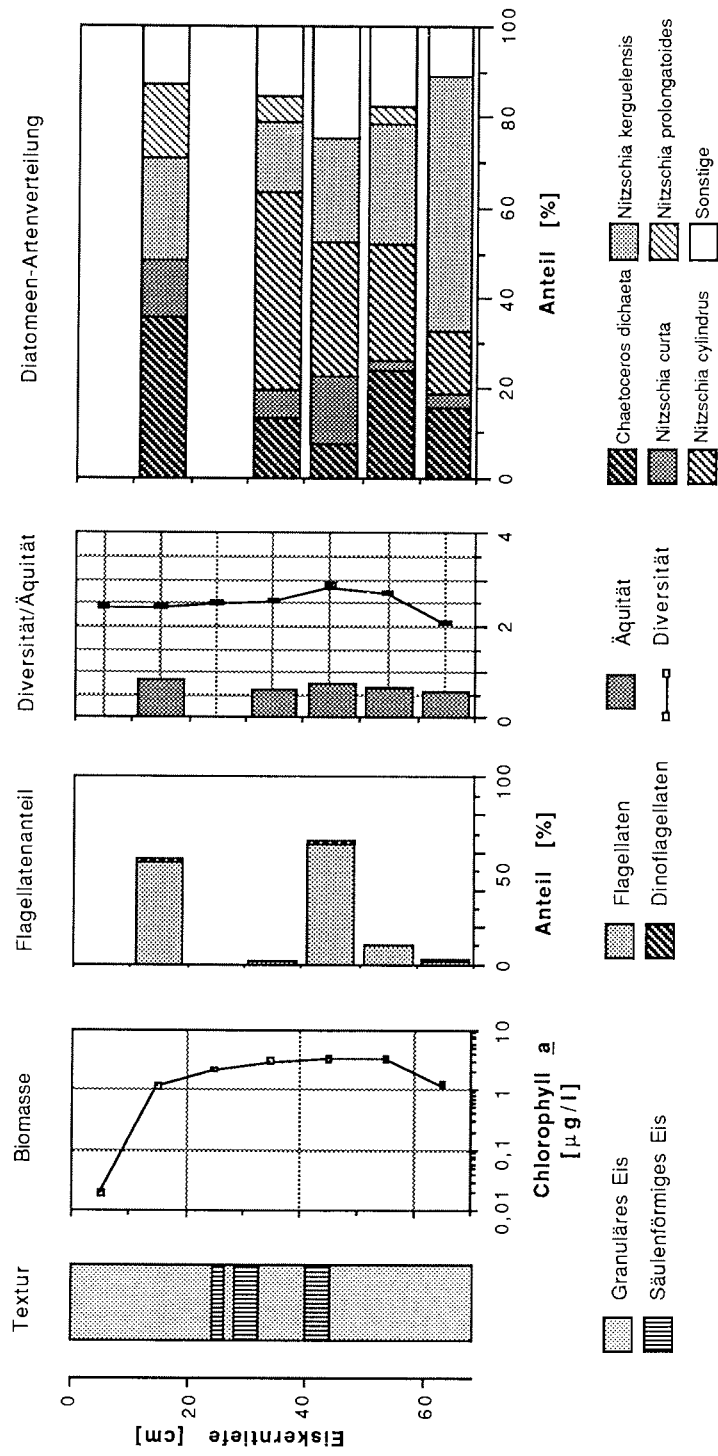 Textur
Biomasse
Flagellatenanteil
Diversität/Äquität
Diatomeen-Artenverteilung
Eiskerntiefe [cm]
0
20
40
60
0,01
0,1
1
10
Chlorophyll a
[µg/l]
0
50
100
Anteil [%]
0
2
4
0
20
40
60
80
100
Anteil [%]
Granuläres Eis
Säulenförmiges Eis
Flagellaten
Dinoflagellaten
Äquität
Diversität
Chaetoceros dichaeta
Nitzschia curta
Nitzschia cylindrus
Nitzschia kerguelensis
Nitzschia prolongatoides
Sonstige